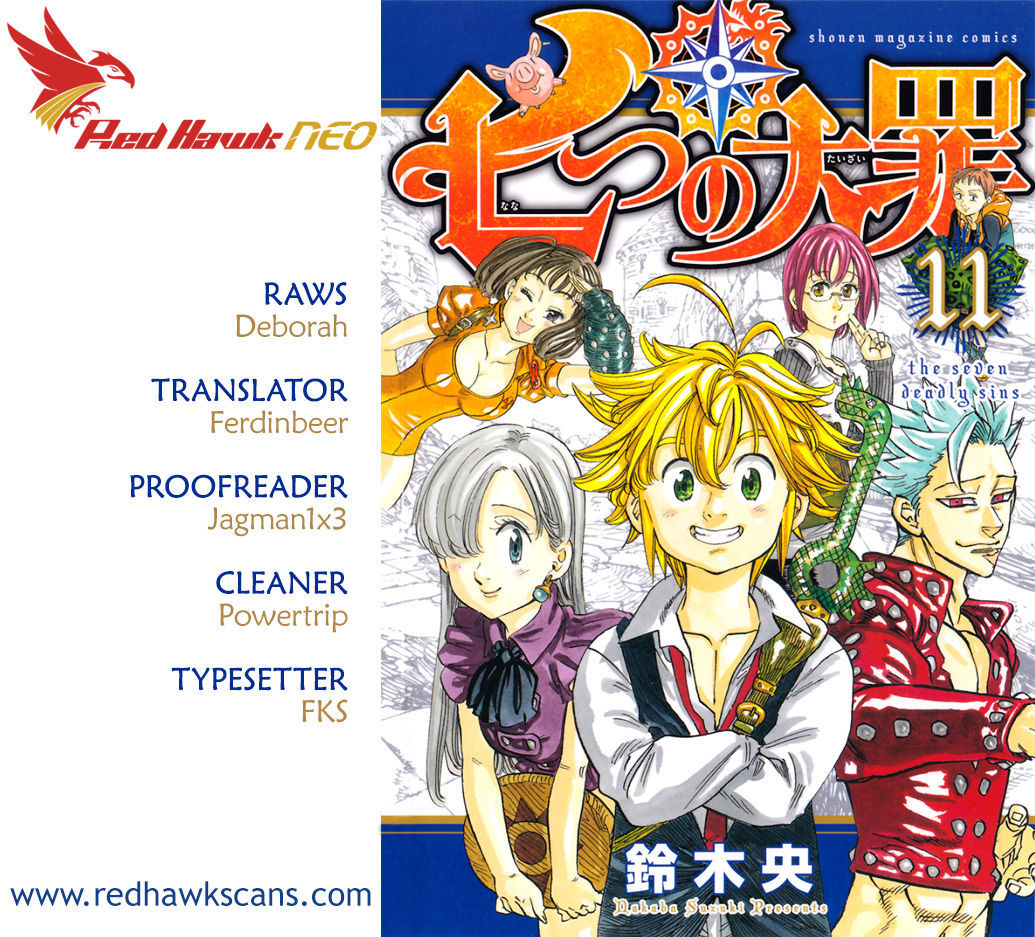 Red Hawk NEO
RAWS
Deborah
TRANSLATOR
Ferdinbeer
PROOFREADER
Jagman1x3
CLEANER
Powertrip
TYPESETTER
FKS
www.redhawkscans.com
shonen magazine comics
七つの大罪
なな
たいざい
11
the seven
deadly sins
鈴木央
Nakaba Suzuki Presents